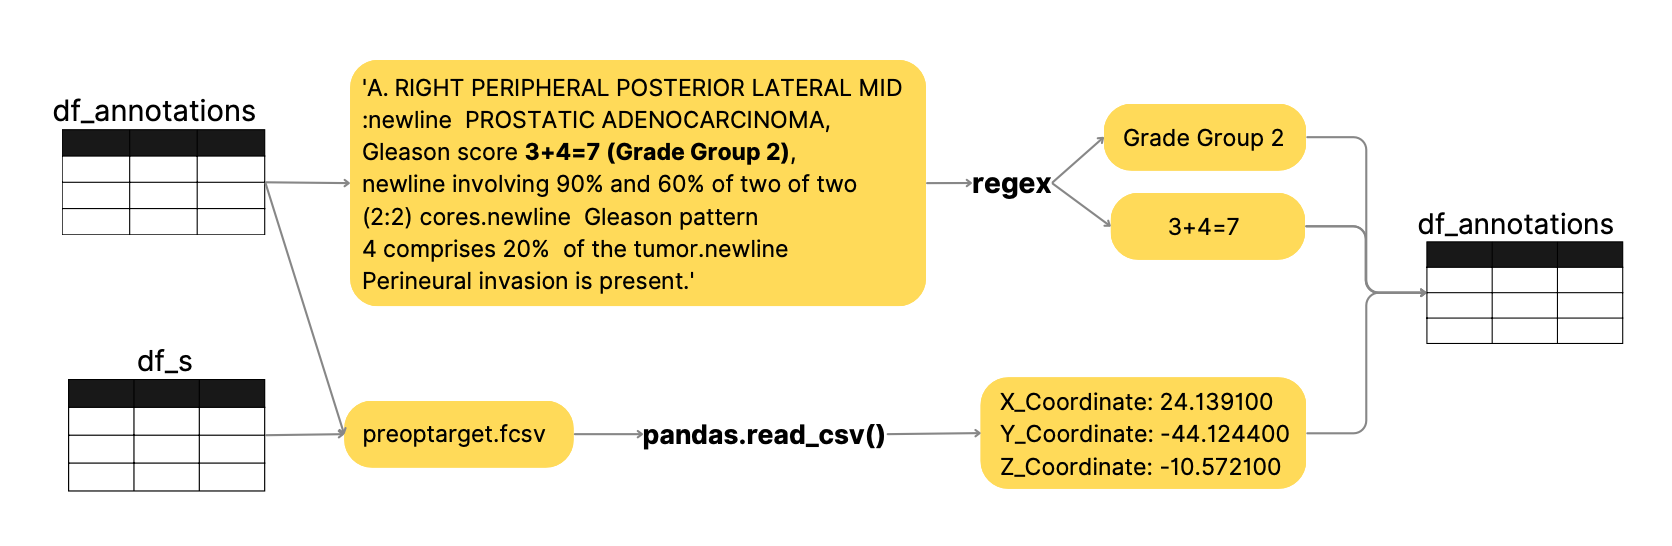 df_annotations
'A. RIGHT PERIPHERAL POSTERIOR LATERAL MID
:newline  PROSTATIC ADENOCARCINOMA,
Gleason score 3+4=7 (Grade Group 2),
newline involving 90% and 60% of two of two
(2:2) cores.newline  Gleason pattern
4 comprises 20%  of the tumor.newline
Perineural invasion is present.'
regex
Grade Group 2
3+4=7
df_annotations
df_s
preoptarget.fcsv
pandas.read_csv()
X_Coordinate: 24.139100
Y_Coordinate: -44.124400
Z_Coordinate: -10.572100